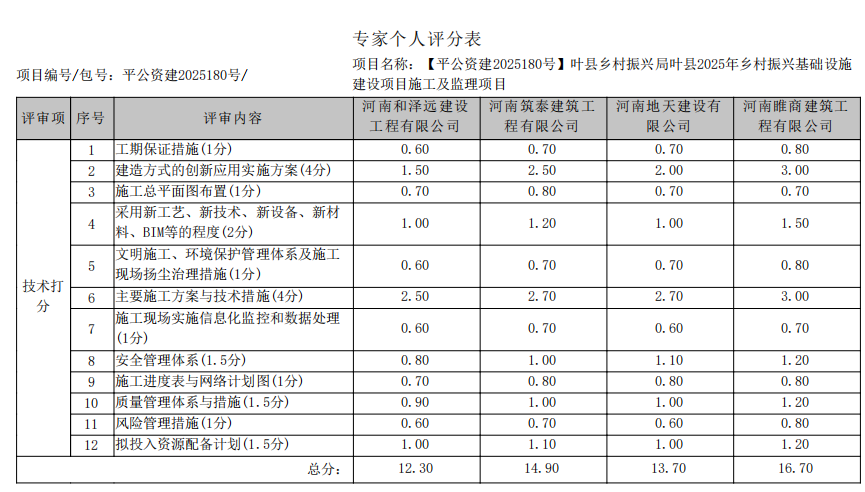 专家个人评分表
项目编号/包号: 平公资建2025180号/
项目名称: 【平公资建2025180号】叶县乡村振兴局叶县2025年乡村振兴基础设施
建设项目施工及监理项目
评审项 序号 评审内容 河南和泽远建设 河南筑泰建筑工 河南地天建设有 河南睢商建筑工
工程有限公司 程有限公司 限公司 程有限公司
技术打
分
1 工期保证措施(1分) 0.60 0.70 0.70 0.80
2 建造方式的创新应用实施方案(4分) 1.50 2.50 2.00 3.00
3 施工总平面图布置(1分) 0.70 0.80 0.70 0.70
4 采用新工艺、新技术、新设备、新材
料、BIM等的程度(2分) 1.00 1.20 1.00 1.50
5 文明施工、环境保护管理体系及施工
现场扬尘治理措施(1分) 0.60 0.70 0.70 0.80
6 主要施工方案与技术措施(4分) 2.50 2.70 2.70 3.00
7 施工现场实施信息化监控和数据处理
(1分) 0.60 0.70 0.60 0.70
8 安全管理体系(1.5分) 0.80 1.00 1.10 1.20
9 施工进度表与网络计划图(1分) 0.70 0.80 0.80 0.80
10 质量管理体系与措施(1.5分) 0.90 1.00 1.00 1.20
11 风险管理措施(1分) 0.60 0.70 0.60 0.80
12 拟投入资源配备计划(1.5分) 1.00 1.10 1.00 1.20
总分: 12.30 14.90 13.70 16.70